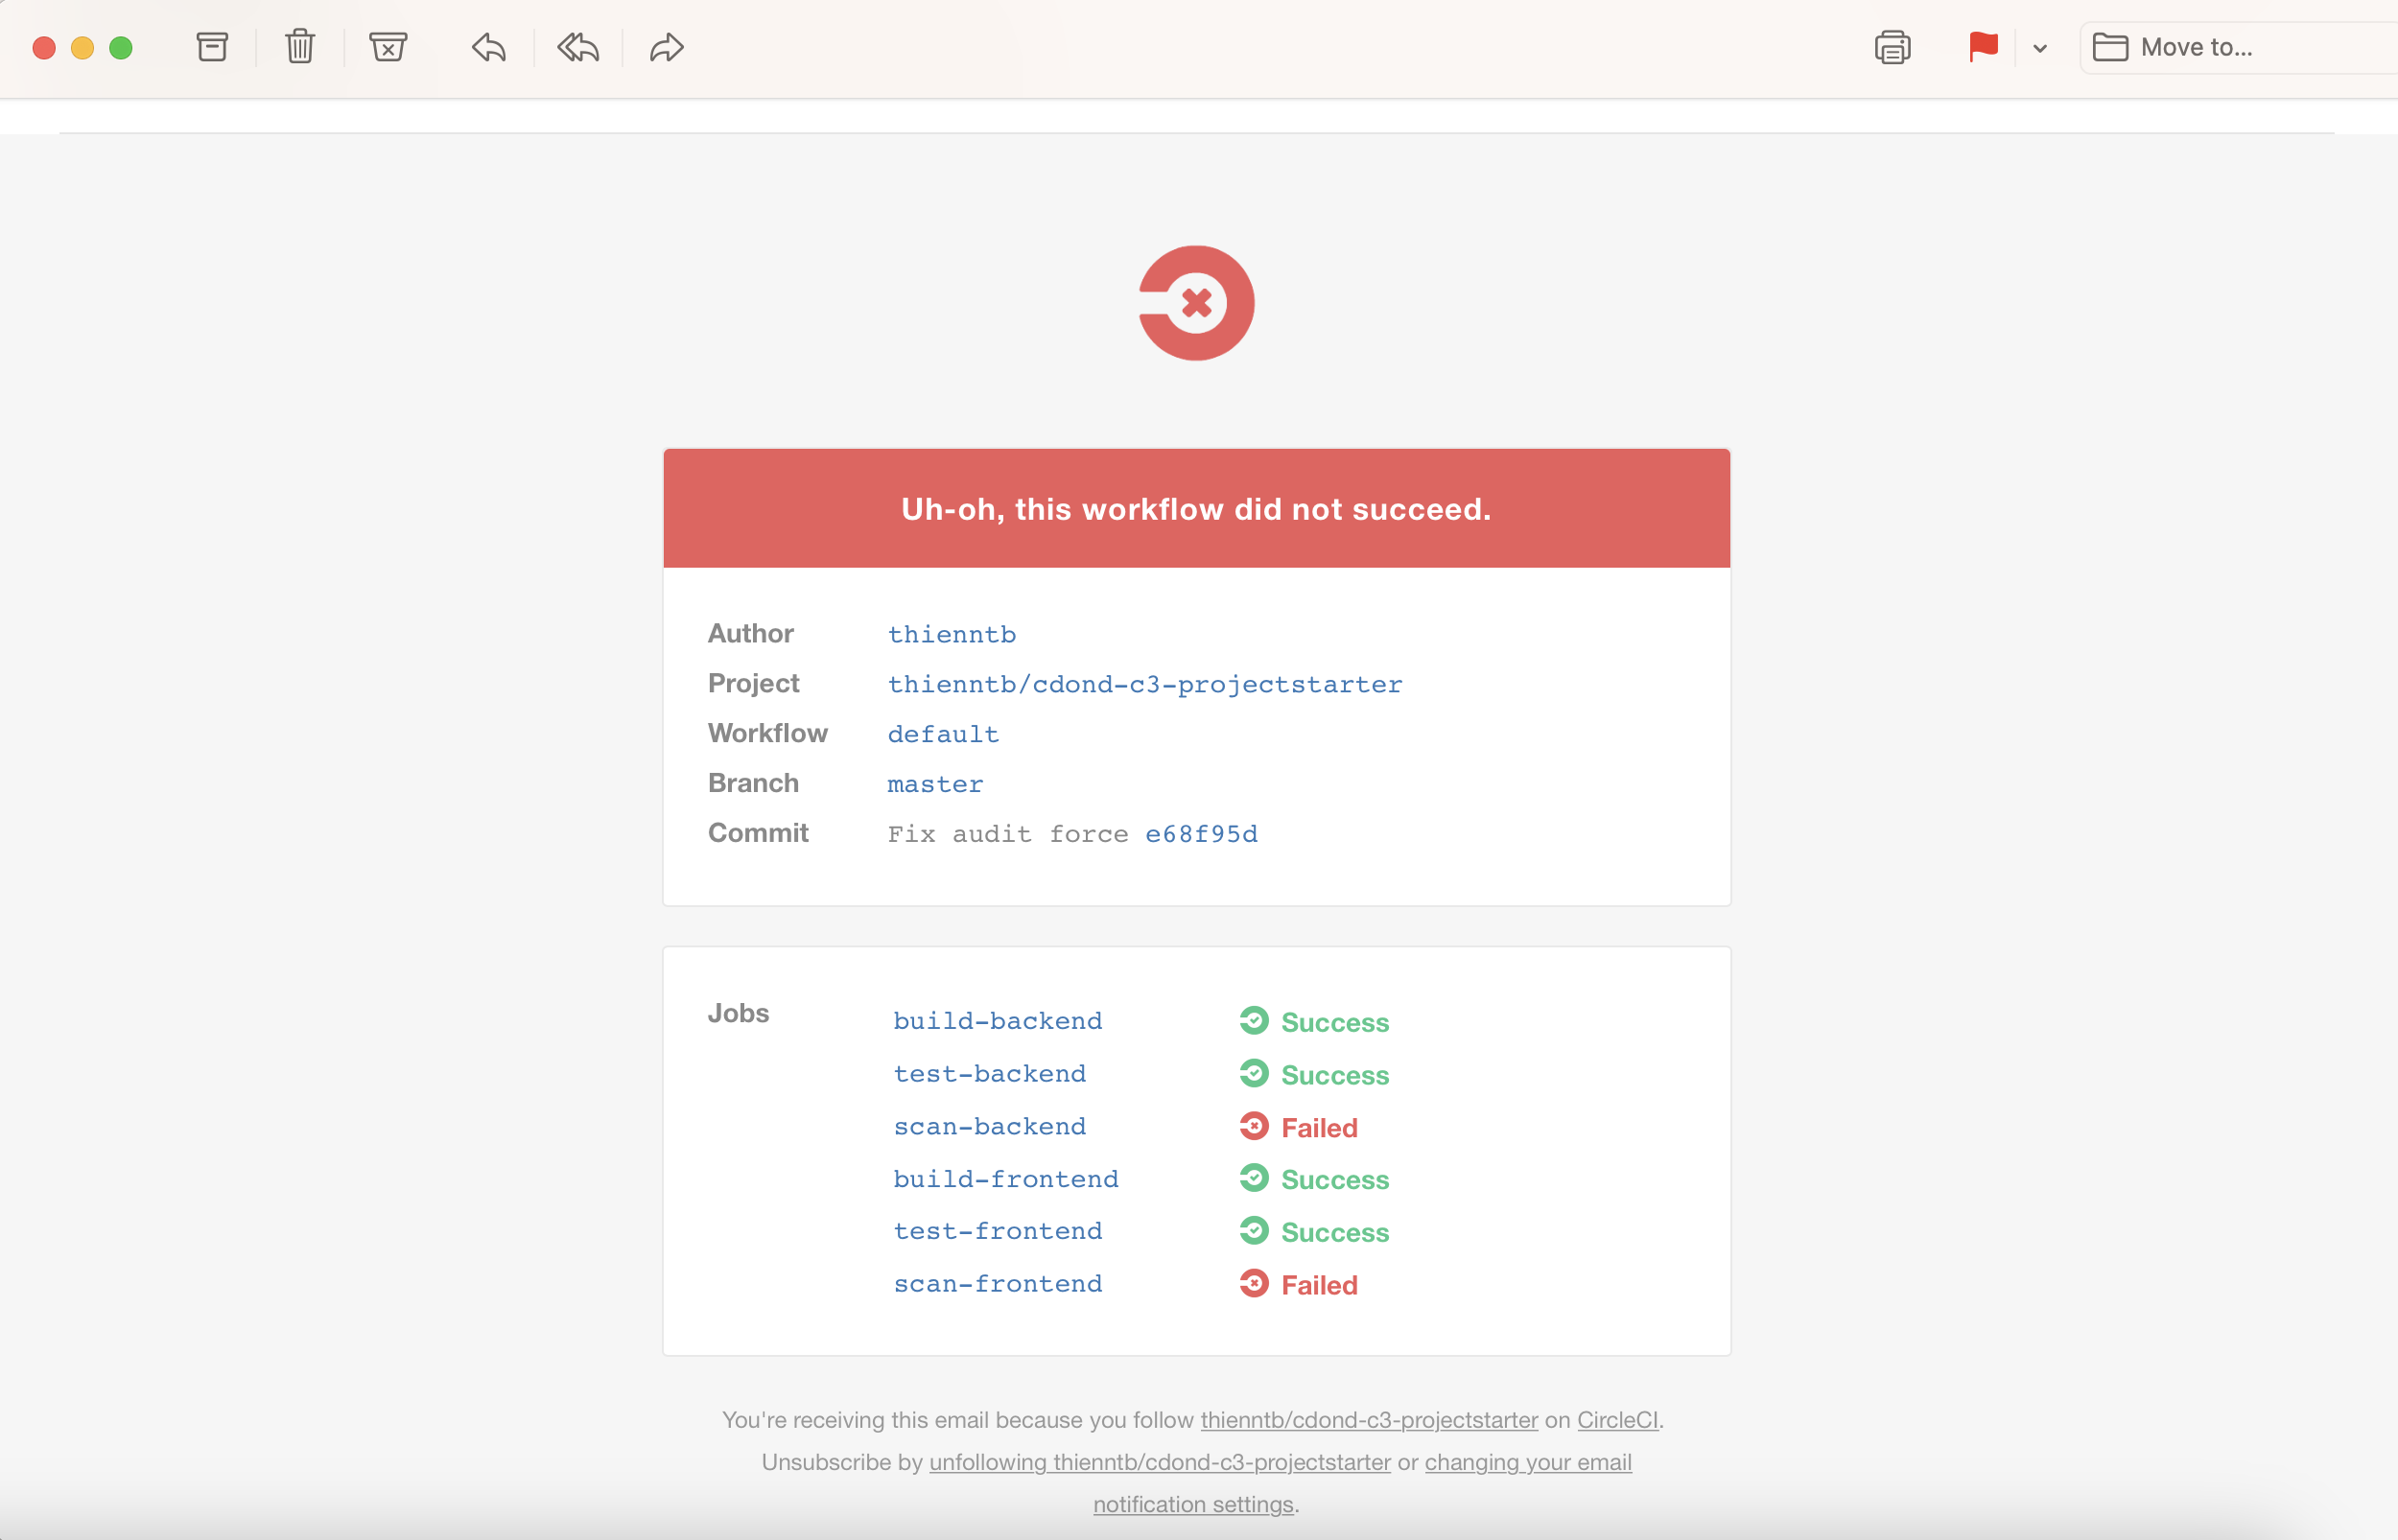 Move to...
Uh-oh, this workflow did not succeed.
Author thienntb
Project thienntb/cdond-c3-projectstarter
Workflow default
Branch master
Commit Fix audit force e68f95d
Jobs build-backend Success
test-backend Success
scan-backend Failed
build-frontend Success
test-frontend Success
scan-frontend Failed
You're receiving this email because you follow thienntb/cdond-c3-projectstarter on CircleCI.
Unsubscribe by unfollowing thienntb/cdond-c3-projectstarter or changing your email
notification settings.